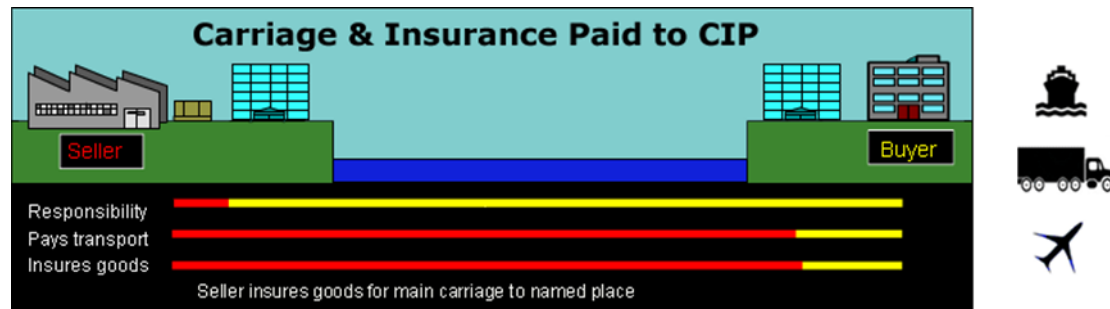 Carriage & Insurance Paid to CIP
Seller
Buyer
Responsibility
Pays transport
Insures goods
Seller insures goods for main carriage to named place